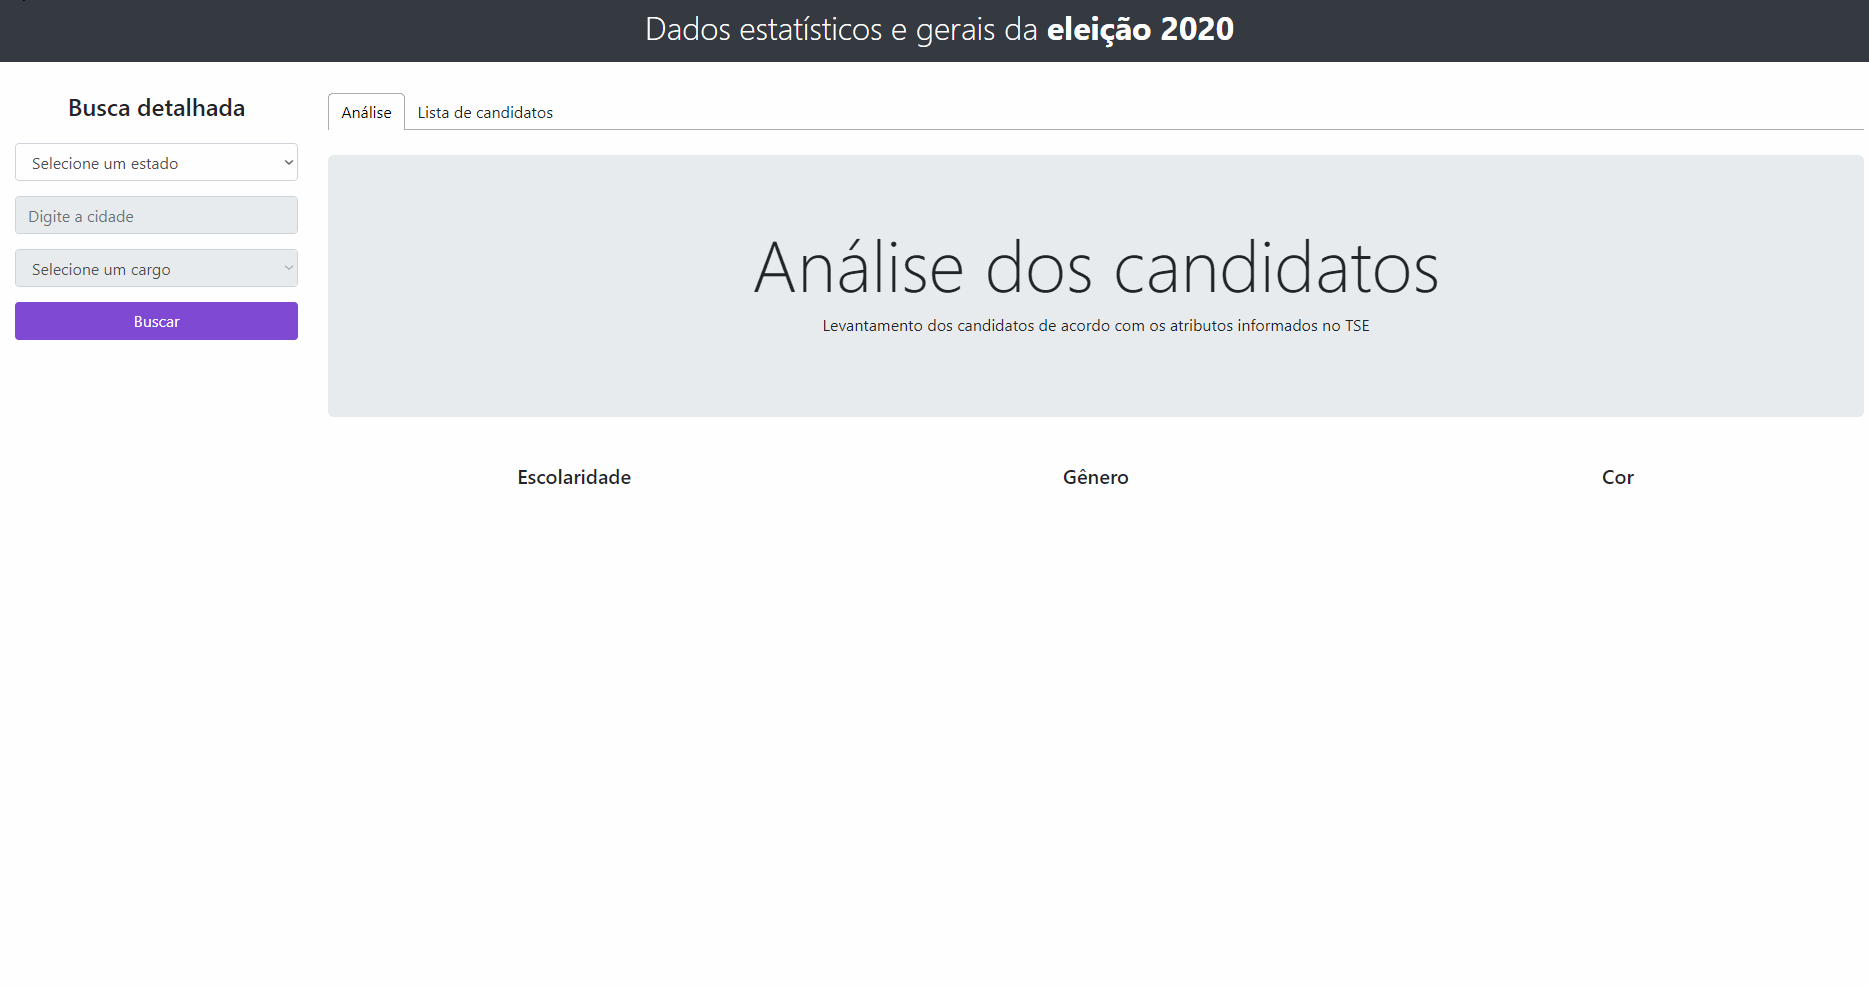 Dados estatísticos e gerais da eleição 2020
Busca detalhada
Selecione um estado
Digite a cidade
Selecione um cargo
Buscar
Análise
Lista de candidatos
Análise dos candidatos
Levantamento dos candidatos de acordo com os atributos informados no TSE
Escolaridade
Gênero
Cor